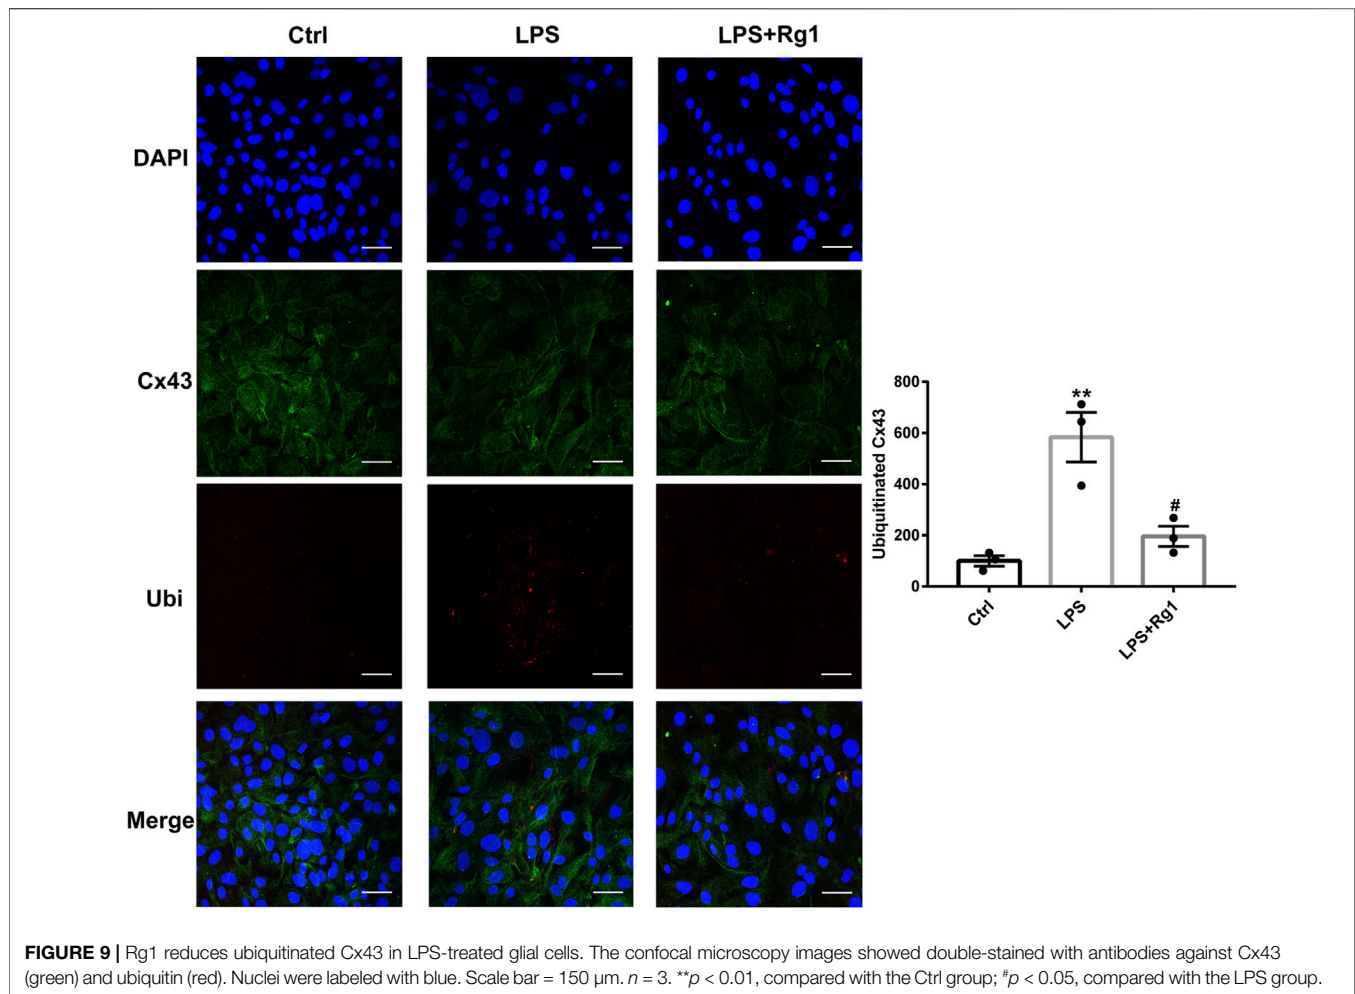 Ctrl LPS LPS+Rg1
DAPI
Cx43
Ubi
Merge
Ubiquitinated Cx43
800
600
400
200
0
**
#
Ctrl
LPS
LPS+Rg1
FIGURE 9 | Rg1 reduces ubiquitinated Cx43 in LPS-treated glial cells. The confocal microscopy images showed double-stained with antibodies against Cx43
(green) and ubiquitin (red). Nuclei were labeled with blue. Scale bar = 150 μm. n = 3. **p < 0.01, compared with the Ctrl group; #p < 0.05, compared with the LPS group.